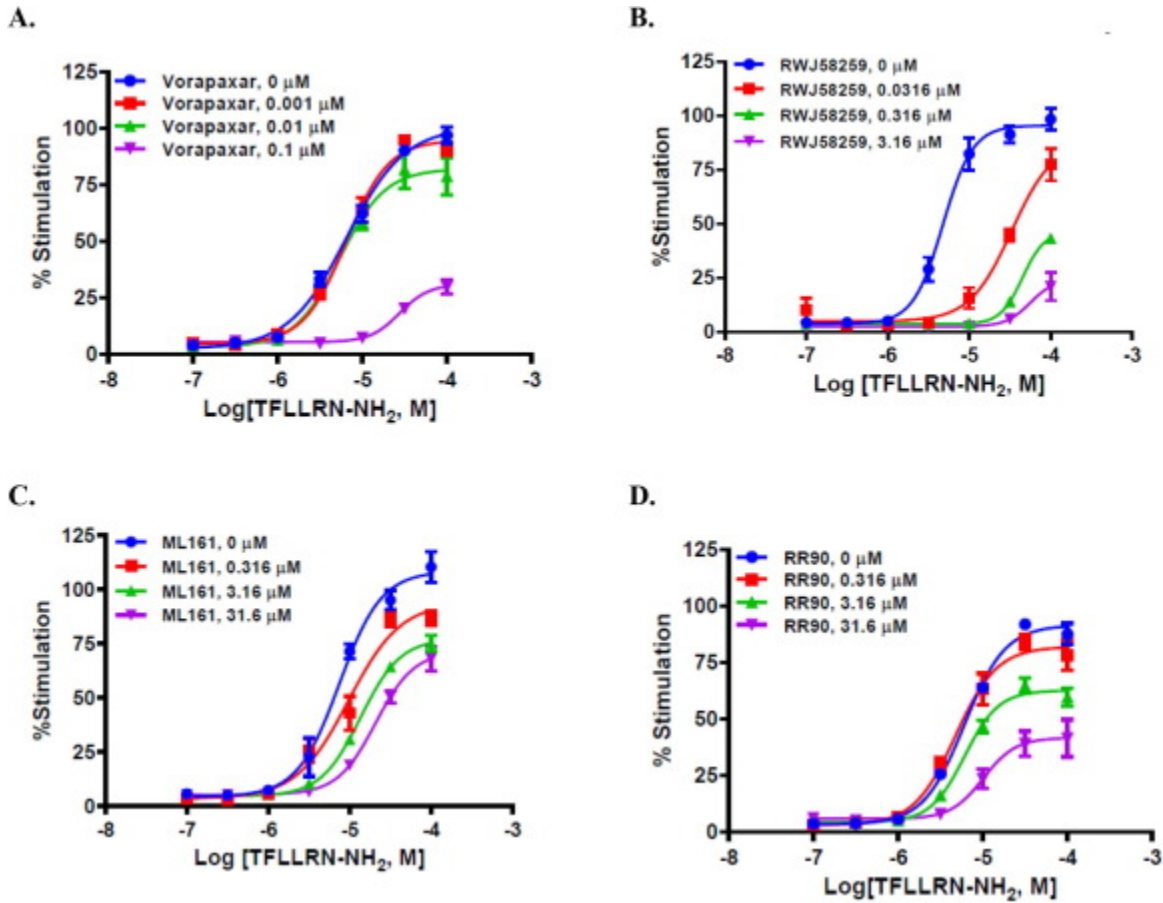 A.
125
100
75
50
25
0
% Stimulation
Vorapaxar, 0 μM
Vorapaxar, 0.001 μM
Vorapaxar, 0.01 μM
Vorapaxar, 0.1 μM
-8 -7 -6 -5 -4 -3
Log[TFLLRN-NH₂, M]
B.
125
100
75
50
25
0
%Stimulation
RWJ58259, 0 μM
RWJ58259, 0.0316 μM
RWJ58259, 0.316 μM
RWJ58259, 3.16 μM
-8 -7 -6 -5 -4 -3
Log [TFLLRN-NH₂, M]
C.
125
100
75
50
25
0
%Stimulation
ML161, 0 μM
ML161, 0.316 μM
ML161, 3.16 μM
ML161, 31.6 μM
-8 -7 -6 -5 -4 -3
Log [TFLLRN-NH₂, M]
D.
125
100
75
50
25
0
% Stimulation
RR90, 0 μM
RR90, 0.316 μM
RR90, 3.16 μM
RR90, 31.6 μM
-8 -7 -6 -5 -4 -3
Log[TFLLRN-NH₂, M]